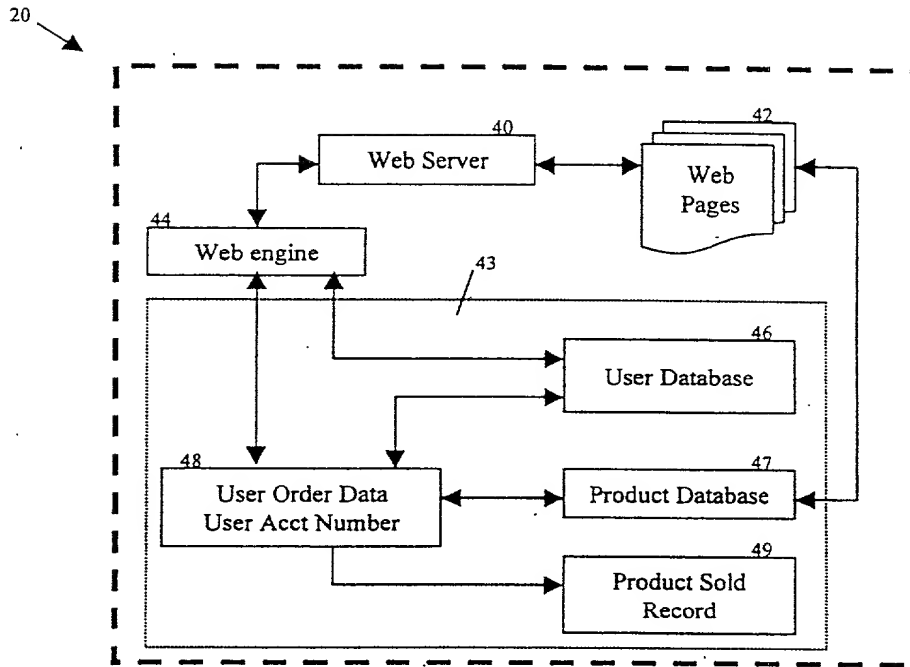 20
40
Web Server
42
Web
Pages
44
Web engine
43
46
User Database
48
User Order Data
User Acct Number
47
Product Database
49
Product Sold
Record